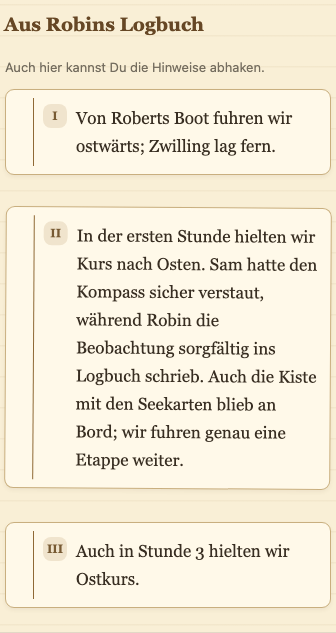 Aus Robins Logbuch
Auch hier kannst Du die Hinweise abhaken.
I
Von Roberts Boot fuhren wir
ostwärts; Zwilling lag fern.
II
In der ersten Stunde hielten wir
Kurs nach Osten. Sam hatte den
Kompass sicher verstaut,
während Robin die
Beobachtung sorgfältig ins
Logbuch schrieb. Auch die Kiste
mit den Seekarten blieb an
Bord; wir fuhren genau eine
Etappe weiter.
III
Auch in Stunde 3 hielten wir
Ostkurs.